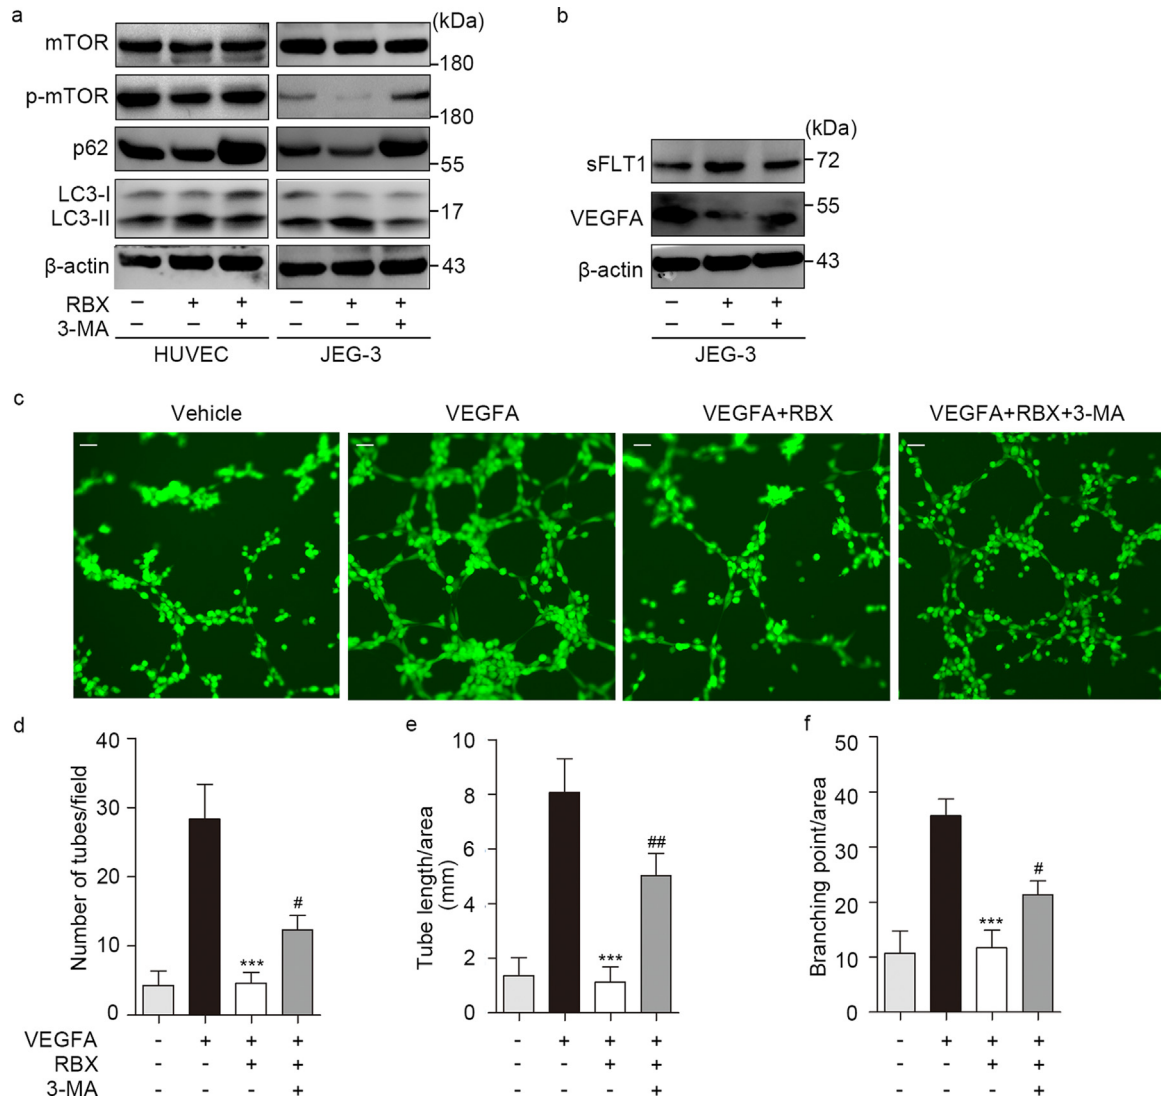 a
(kDa)
mTOR
180
p-mTOR
180
p62
55
LC3-I
LC3-II
17
β-actin
43
RBX – + + – + +
3-MA – – + – – +
HUVEC JEG-3
b
(kDa)
sFLT1
72
VEGFA
55
β-actin
43
RBX – + +
3-MA – – +
JEG-3
c
Vehicle VEGFA VEGFA+RBX VEGFA+RBX+3-MA
d
Number of tubes/field
40
30
20
10
0
***
#
VEGFA - + + +
RBX - - + +
3-MA - - - +
e
Tube length/area
(mm)
10
8
6
4
2
0
***
##
- + + +
- - + +
- - - +
f
Branching point/area
50
40
30
20
10
0
***
#
- + + +
- - + +
- - - +